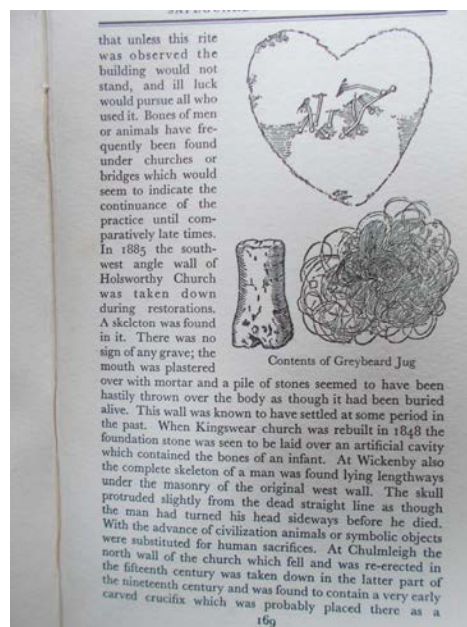 that unless this rite
was observed the
building would not
stand, and ill luck
would pursue all who
used it. Bones of men
or animals have fre-
quently been found
under churches or
bridges which would
seem to indicate the
continuance of the
practice until com-
paratively late times.
In 1885 the south-
west angle wall of
Holsworthy Church
was taken down
during restorations.
A skeleton was found
in it. There was no
sign of any grave; the
mouth was plastered
Contents of Greybeard Jug
over with mortar and a pile of stones seemed to have been
hastily thrown over the body as though it had been buried
alive. This wall was known to have settled at some period in
the past. When Kingswear church was rebuilt in 1848 the
foundation stone was seen to be laid over an artificial cavity
which contained the bones of an infant. At Wickenby also
the complete skeleton of a man was found lying lengthways
under the masonry of the original west wall. The skull
protruded slightly from the dead straight line as though
the man had turned his head sideways before he died.
With the advance of civilization animals or symbolic objects
were substituted for human sacrifices. At Chulmleigh the
north wall of the church which fell and was re-erected in
the fifteenth century was taken down in the latter part of
the nineteenth century and was found to contain a very early
carved crucifix which was probably placed there as a
169